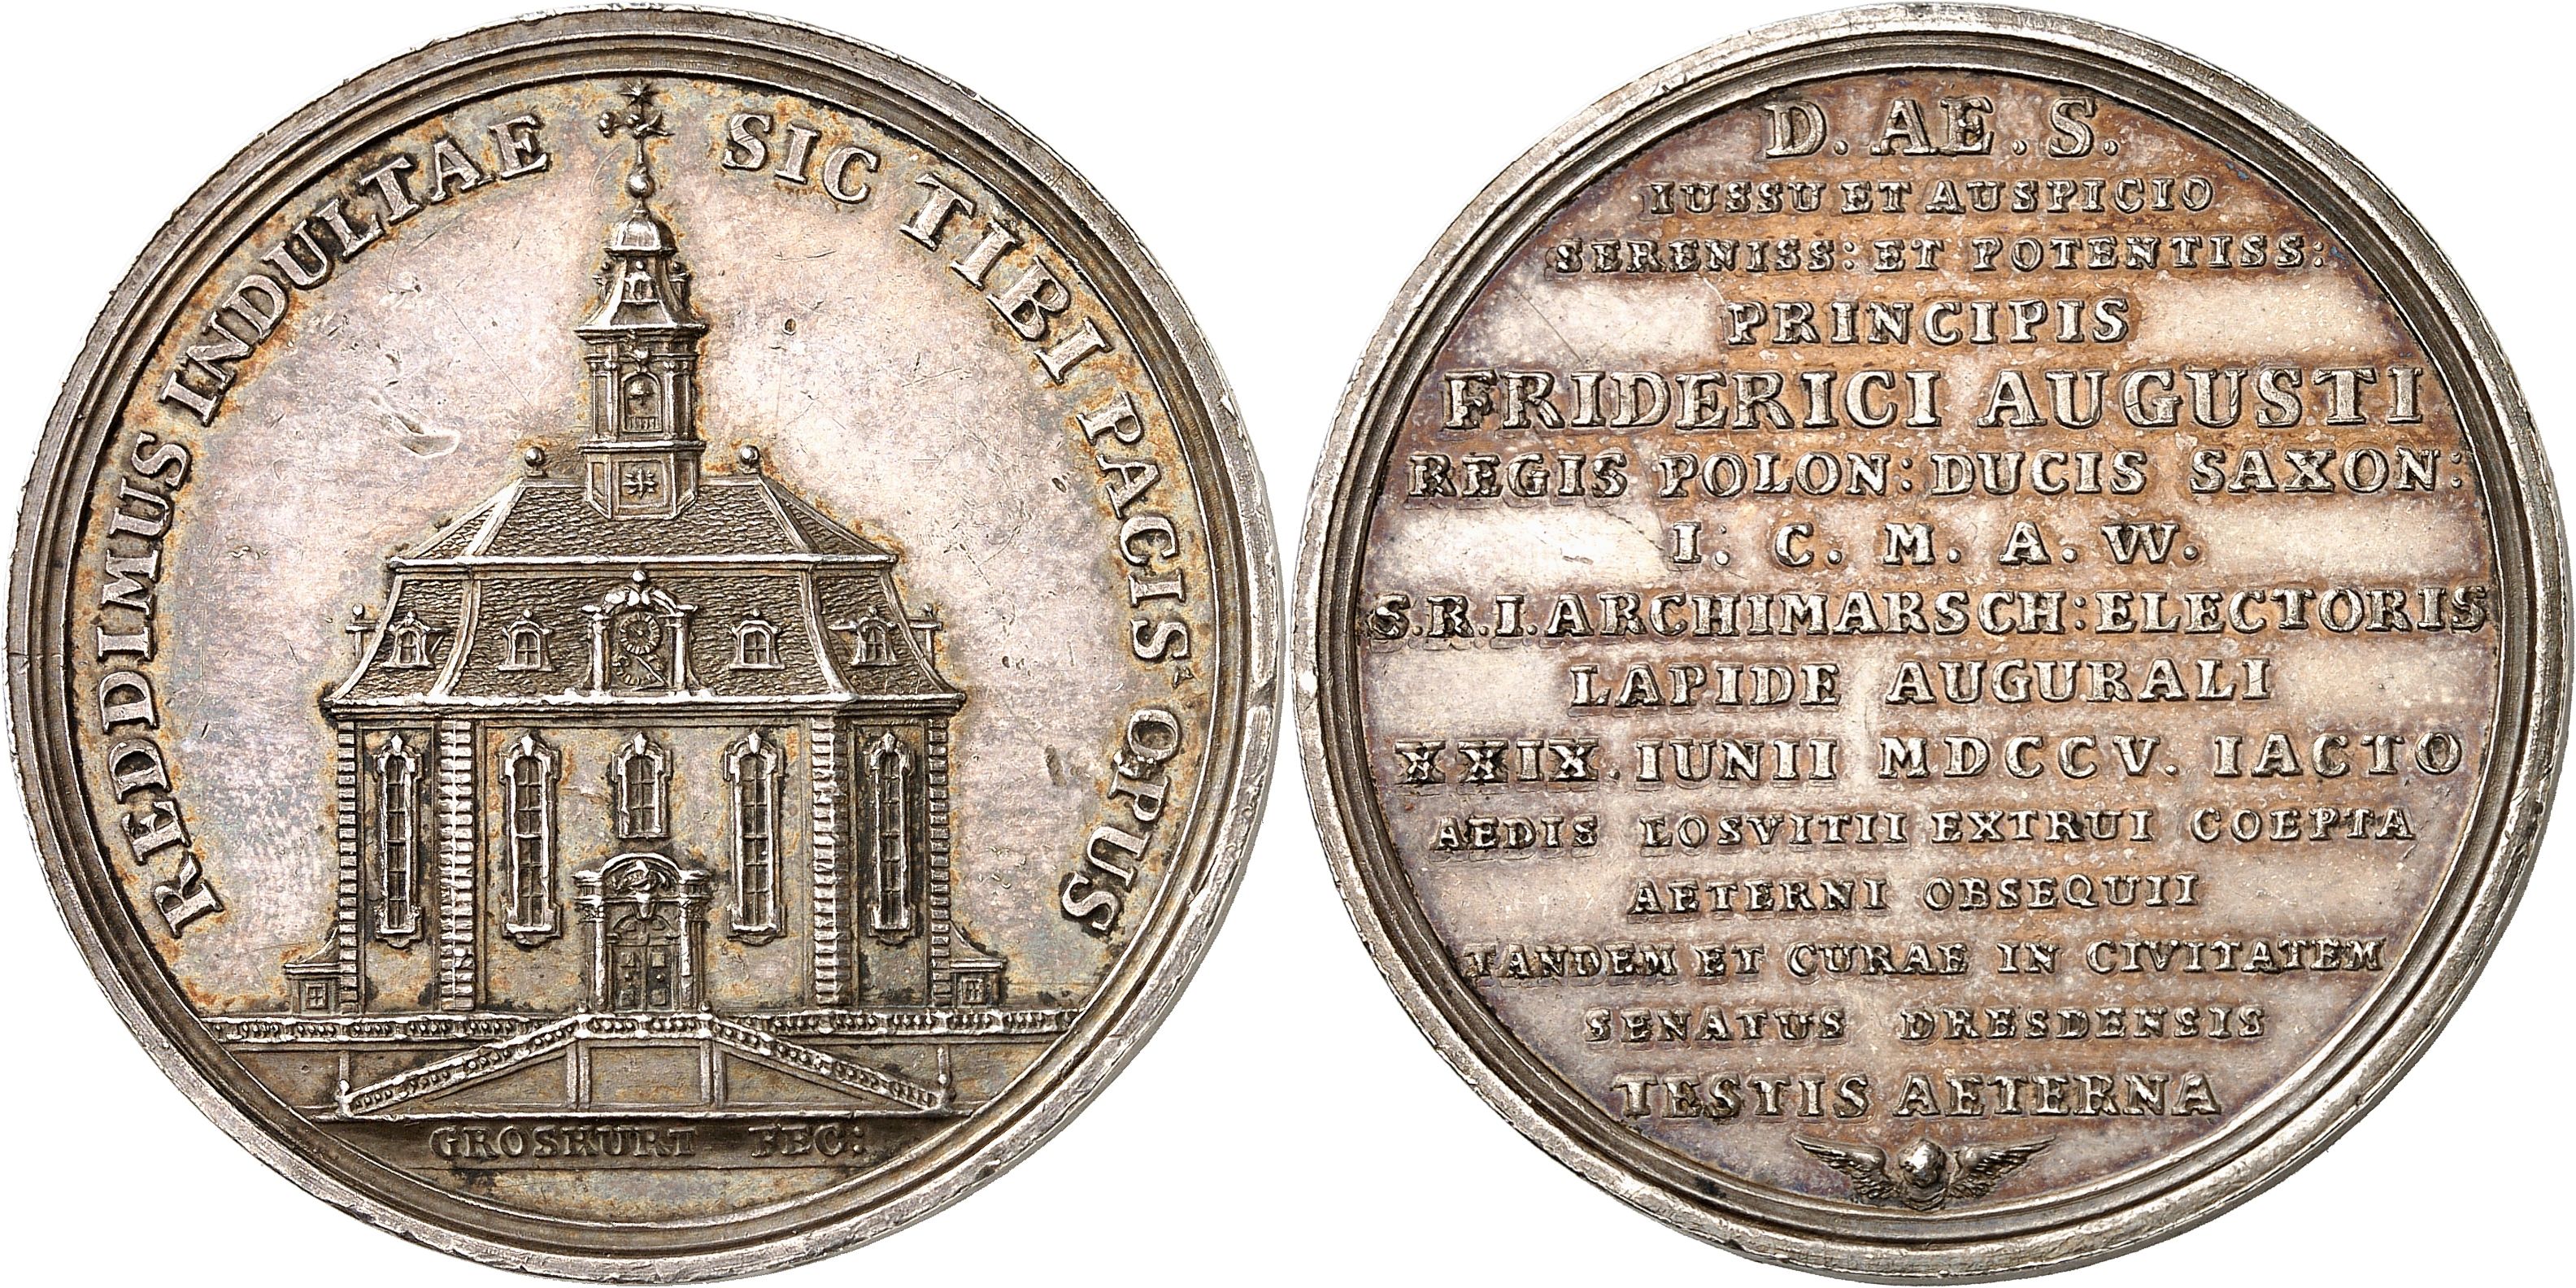 REDDIMUS INDULTAE SIC TIBI PACIS OPUS
GROSKURT FEC:
D. AE. S.
IUSSU ET AUSPICIO
SERENISS: ET POTENTISS:
PRINCIPIS
FRIDERICI AUGUSTI
REGIS POLON: DUCIS SAXON:
I. C. M. A. W.
S.R.I. ARCHIMARSCH: ELECTORIS
LAPIDE AUGURALI
XXIX. IUNII MDCCV. IACTO
AEDIS LOSVITII EXTRUI COEPTA
AETERNI OBSEQUII
TANDEM ET CURAE IN CIVITATEM
SENATUS DRESDENSIS
TESTIS AETERNA